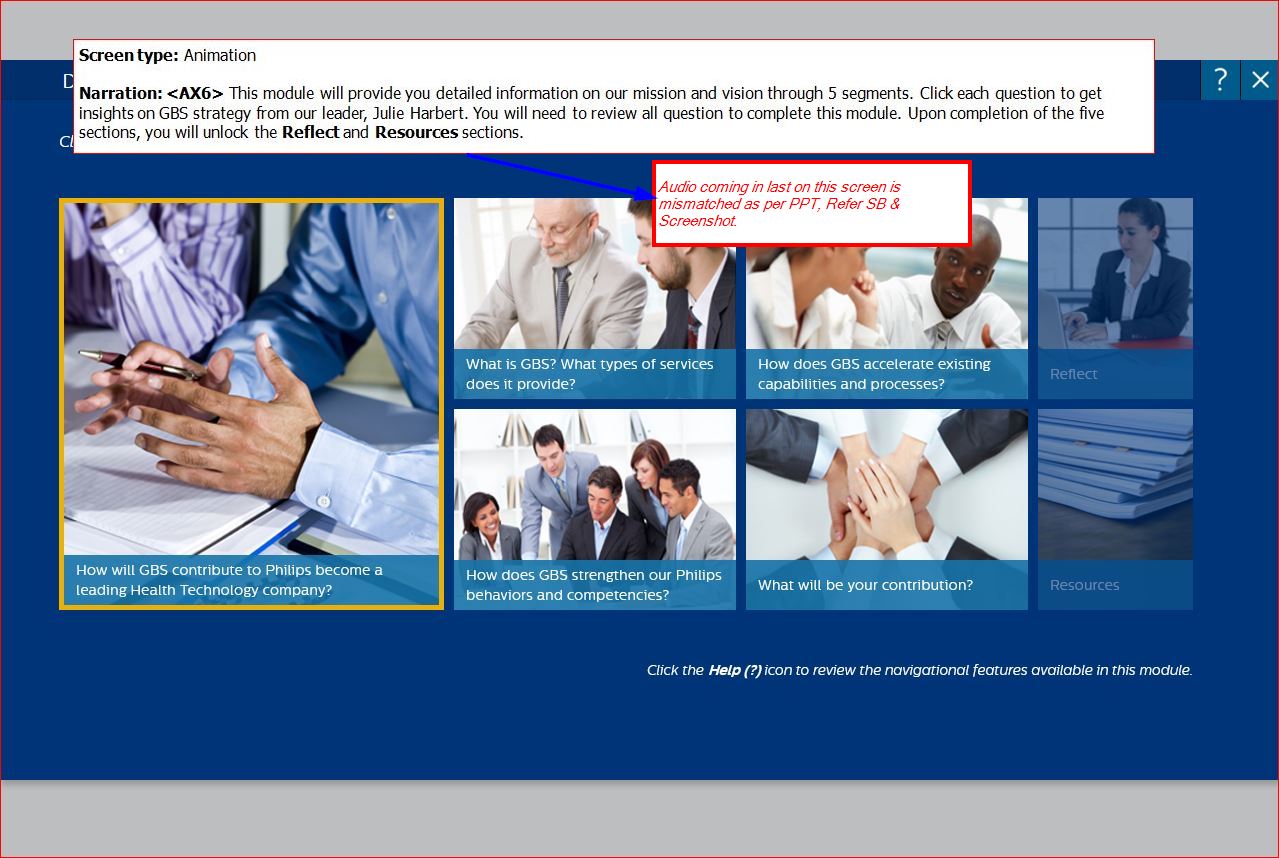 Screen type: Animation
Narration: <AX6> This module will provide you detailed information on our mission and vision through 5 segments. Click each question to get
insights on GBS strategy from our leader, Julie Harbert. You will need to review all question to complete this module. Upon completion of the five
sections, you will unlock the Reflect and Resources sections.
? X
Audio coming in last on this screen is
mismatched as per PPT, Refer SB &
Screenshot.
What is GBS? What types of services
does it provide?
How does GBS accelerate existing
capabilities and processes?
Reflect
How will GBS contribute to Philips become a
leading Health Technology company?
How does GBS strengthen our Philips
behaviors and competencies?
What will be your contribution?
Resources
Click the Help (?) icon to review the navigational features available in this module.